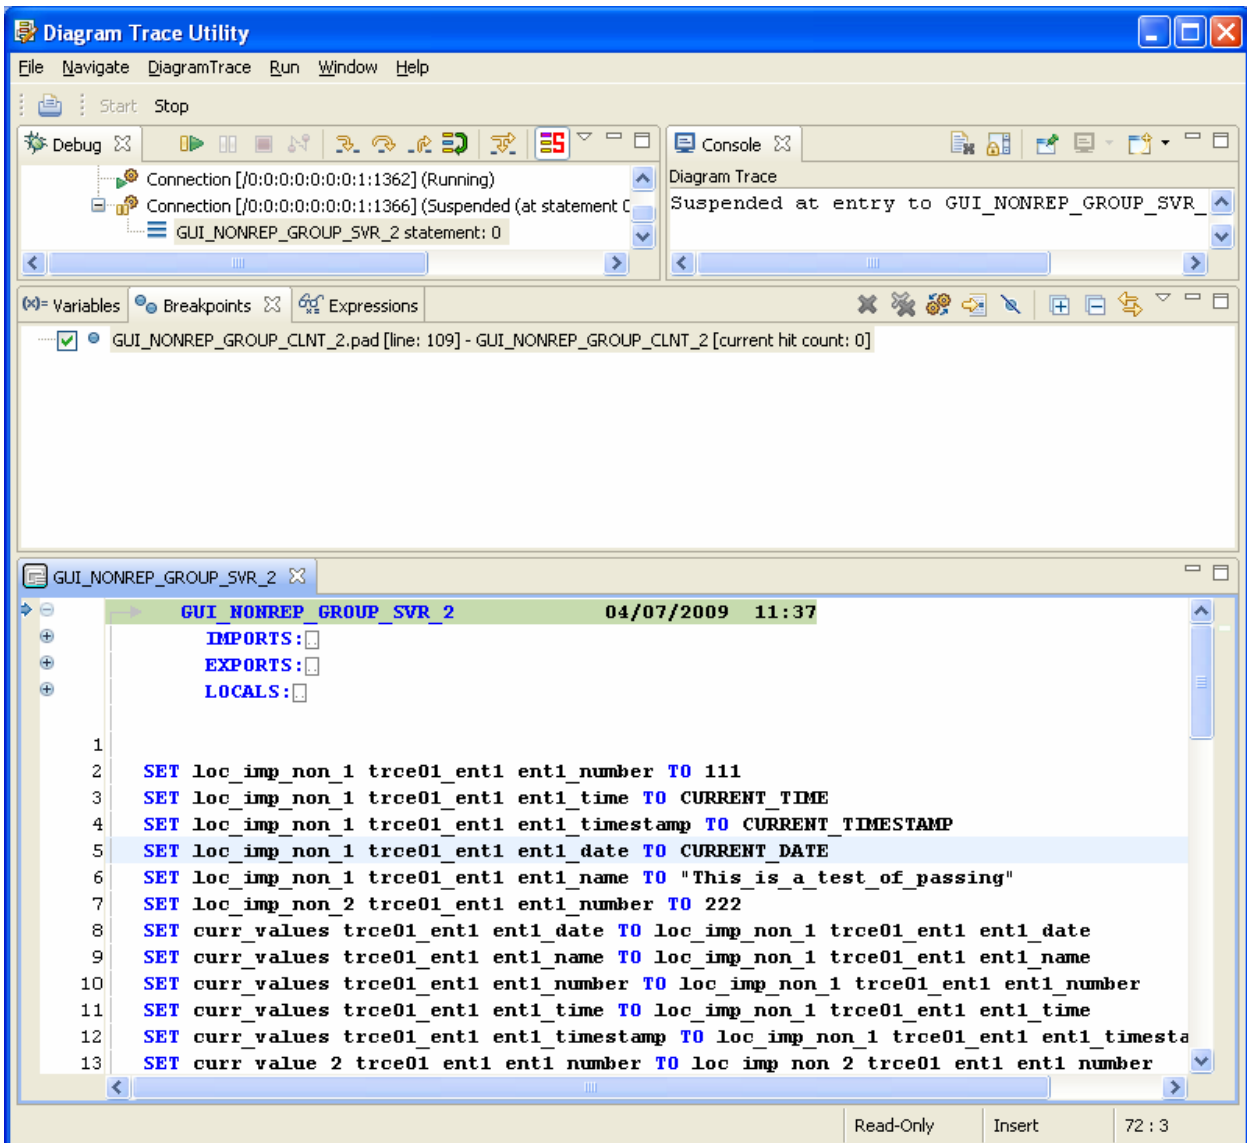 Diagram Trace Utility
File Navigate DiagramTrace Run Window Help
Start Stop
Debug
Connection [/0:0:0:0:0:0:0:1:1362] (Running)
Connection [/0:0:0:0:0:0:0:1:1366] (Suspended (at statement 0
GUI_NONREP_GROUP_SVR_2 statement: 0
Console
Diagram Trace
Suspended at entry to GUI_NONREP_GROUP_SVR_
(x)= Variables Breakpoints Expressions
GUI_NONREP_GROUP_CLNT_2.pad [line: 109] - GUI_NONREP_GROUP_CLNT_2 [current hit count: 0]
GUI_NONREP_GROUP_SVR_2
GUI_NONREP_GROUP_SVR_2 04/07/2009 11:37
IMPORTS:
EXPORTS:
LOCALS:
1
2 SET loc_imp_non_1 trce01_ent1 ent1_number TO 111
3 SET loc_imp_non_1 trce01_ent1 ent1_time TO CURRENT_TIME
4 SET loc_imp_non_1 trce01_ent1 ent1_timestamp TO CURRENT_TIMESTAMP
5 SET loc_imp_non_1 trce01_ent1 ent1_date TO CURRENT_DATE
6 SET loc_imp_non_1 trce01_ent1 ent1_name TO "This_is_a_test_of_passing"
7 SET loc_imp_non_2 trce01_ent1 ent1_number TO 222
8 SET curr_values trce01_ent1 ent1_date TO loc_imp_non_1 trce01_ent1 ent1_date
9 SET curr_values trce01_ent1 ent1_name TO loc_imp_non_1 trce01_ent1 ent1_name
10 SET curr_values trce01_ent1 ent1_number TO loc_imp_non_1 trce01_ent1 ent1_number
11 SET curr_values trce01_ent1 ent1_time TO loc_imp_non_1 trce01_ent1 ent1_time
12 SET curr_values trce01_ent1 ent1_timestamp TO loc_imp_non_1 trce01_ent1 ent1_timesta
13 SET curr_value_2 trce01_ent1 ent1_number TO loc_imp_non_2 trce01_ent1 ent1_number
Read-Only Insert 72 : 3